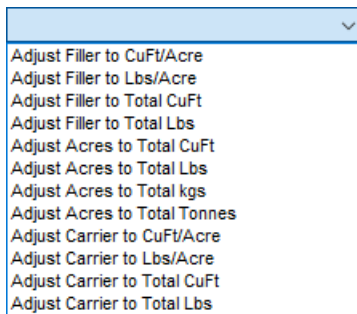 Adjust Filler to CuFt/Acre
Adjust Filler to Lbs/Acre
Adjust Filler to Total CuFt
Adjust Filler to Total Lbs
Adjust Acres to Total CuFt
Adjust Acres to Total Lbs
Adjust Acres to Total kgs
Adjust Acres to Total Tonnes
Adjust Carrier to CuFt/Acre
Adjust Carrier to Lbs/Acre
Adjust Carrier to Total CuFt
Adjust Carrier to Total Lbs